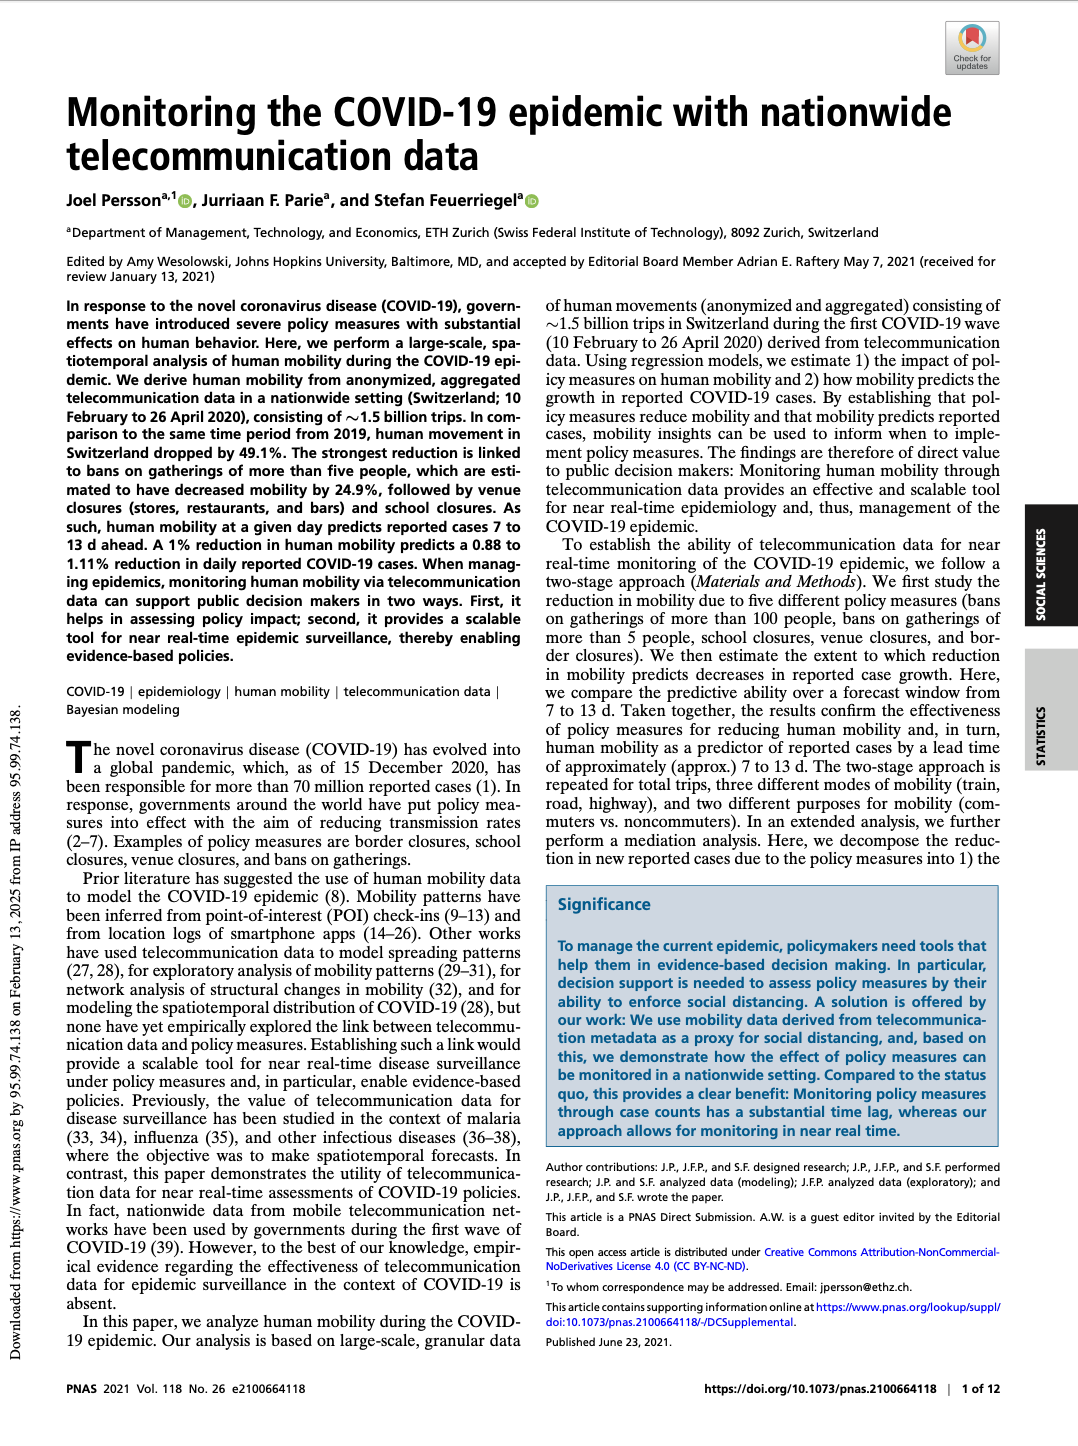 Check for
updates
Monitoring the COVID-19 epidemic with nationwide
telecommunication data
Joel Perssonᵃ,¹ iD, Jurriaan F. Parieᵃ, and Stefan Feuerriegelᵃ iD
ᵃDepartment of Management, Technology, and Economics, ETH Zurich (Swiss Federal Institute of Technology), 8092 Zurich, Switzerland
Edited by Amy Wesolowski, Johns Hopkins University, Baltimore, MD, and accepted by Editorial Board Member Adrian E. Raftery May 7, 2021 (received for
review January 13, 2021)
In response to the novel coronavirus disease (COVID-19), govern-
ments have introduced severe policy measures with substantial
effects on human behavior. Here, we perform a large-scale, spa-
tiotemporal analysis of human mobility during the COVID-19 epi-
demic. We derive human mobility from anonymized, aggregated
telecommunication data in a nationwide setting (Switzerland; 10
February to 26 April 2020), consisting of ∼1.5 billion trips. In com-
parison to the same time period from 2019, human movement in
Switzerland dropped by 49.1%. The strongest reduction is linked
to bans on gatherings of more than five people, which are esti-
mated to have decreased mobility by 24.9%, followed by venue
closures (stores, restaurants, and bars) and school closures. As
such, human mobility at a given day predicts reported cases 7 to
13 d ahead. A 1% reduction in human mobility predicts a 0.88 to
1.11% reduction in daily reported COVID-19 cases. When manag-
ing epidemics, monitoring human mobility via telecommunication
data can support public decision makers in two ways. First, it
helps in assessing policy impact; second, it provides a scalable
tool for near real-time epidemic surveillance, thereby enabling
evidence-based policies.
COVID-19 | epidemiology | human mobility | telecommunication data |
Bayesian modeling
The novel coronavirus disease (COVID-19) has evolved into
a global pandemic, which, as of 15 December 2020, has
been responsible for more than 70 million reported cases (1). In
response, governments around the world have put policy mea-
sures into effect with the aim of reducing transmission rates
(2–7). Examples of policy measures are border closures, school
closures, venue closures, and bans on gatherings.
Prior literature has suggested the use of human mobility data
to model the COVID-19 epidemic (8). Mobility patterns have
been inferred from point-of-interest (POI) check-ins (9–13) and
from location logs of smartphone apps (14–26). Other works
have used telecommunication data to model spreading patterns
(27, 28), for exploratory analysis of mobility patterns (29–31), for
network analysis of structural changes in mobility (32), and for
modeling the spatiotemporal distribution of COVID-19 (28), but
none have yet empirically explored the link between telecommu-
nication data and policy measures. Establishing such a link would
provide a scalable tool for near real-time disease surveillance
under policy measures and, in particular, enable evidence-based
policies. Previously, the value of telecommunication data for
disease surveillance has been studied in the context of malaria
(33, 34), influenza (35), and other infectious diseases (36–38),
where the objective was to make spatiotemporal forecasts. In
contrast, this paper demonstrates the utility of telecommunica-
tion data for near real-time assessments of COVID-19 policies.
In fact, nationwide data from mobile telecommunication net-
works have been used by governments during the first wave of
COVID-19 (39). However, to the best of our knowledge, empir-
ical evidence regarding the effectiveness of telecommunication
data for epidemic surveillance in the context of COVID-19 is
absent.
In this paper, we analyze human mobility during the COVID-
19 epidemic. Our analysis is based on large-scale, granular data
of human movements (anonymized and aggregated) consisting of
∼1.5 billion trips in Switzerland during the first COVID-19 wave
(10 February to 26 April 2020) derived from telecommunication
data. Using regression models, we estimate 1) the impact of pol-
icy measures on human mobility and 2) how mobility predicts the
growth in reported COVID-19 cases. By establishing that pol-
icy measures reduce mobility and that mobility predicts reported
cases, mobility insights can be used to inform when to imple-
ment policy measures. The findings are therefore of direct value
to public decision makers: Monitoring human mobility through
telecommunication data provides an effective and scalable tool
for near real-time epidemiology and, thus, management of the
COVID-19 epidemic.
To establish the ability of telecommunication data for near
real-time monitoring of the COVID-19 epidemic, we follow a
two-stage approach (Materials and Methods). We first study the
reduction in mobility due to five different policy measures (bans
on gatherings of more than 100 people, bans on gatherings of
more than 5 people, school closures, venue closures, and bor-
der closures). We then estimate the extent to which reduction
in mobility predicts decreases in reported case growth. Here,
we compare the predictive ability over a forecast window from
7 to 13 d. Taken together, the results confirm the effectiveness
of policy measures for reducing human mobility and, in turn,
human mobility as a predictor of reported cases by a lead time
of approximately (approx.) 7 to 13 d. The two-stage approach is
repeated for total trips, three different modes of mobility (train,
road, highway), and two different purposes for mobility (com-
muters vs. noncommuters). In an extended analysis, we further
perform a mediation analysis. Here, we decompose the reduc-
tion in new reported cases due to the policy measures into 1) the
Significance
To manage the current epidemic, policymakers need tools that
help them in evidence-based decision making. In particular,
decision support is needed to assess policy measures by their
ability to enforce social distancing. A solution is offered by
our work: We use mobility data derived from telecommunica-
tion metadata as a proxy for social distancing, and, based on
this, we demonstrate how the effect of policy measures can
be monitored in a nationwide setting. Compared to the status
quo, this provides a clear benefit: Monitoring policy measures
through case counts has a substantial time lag, whereas our
approach allows for monitoring in near real time.
Author contributions: J.P., J.F.P., and S.F. designed research; J.P., J.F.P., and S.F. performed
research; J.P. and S.F. analyzed data (modeling); J.F.P. analyzed data (exploratory); and
J.P., J.F.P., and S.F. wrote the paper.
This article is a PNAS Direct Submission. A.W. is a guest editor invited by the Editorial
Board.
This open access article is distributed under Creative Commons Attribution-NonCommercial-
NoDerivatives License 4.0 (CC BY-NC-ND).
¹To whom correspondence may be addressed. Email: jpersson@ethz.ch.
This article contains supporting information online at https://www.pnas.org/lookup/suppl/
doi:10.1073/pnas.2100664118/-/DCSupplemental.
Published June 23, 2021.
SOCIAL SCIENCES
STATISTICS
Downloaded from https://www.pnas.org by 95.99.74.138 on February 13, 2025 from IP address 95.99.74.138.
PNAS 2021 Vol. 118 No. 26 e2100664118
https://doi.org/10.1073/pnas.2100664118 | 1 of 12